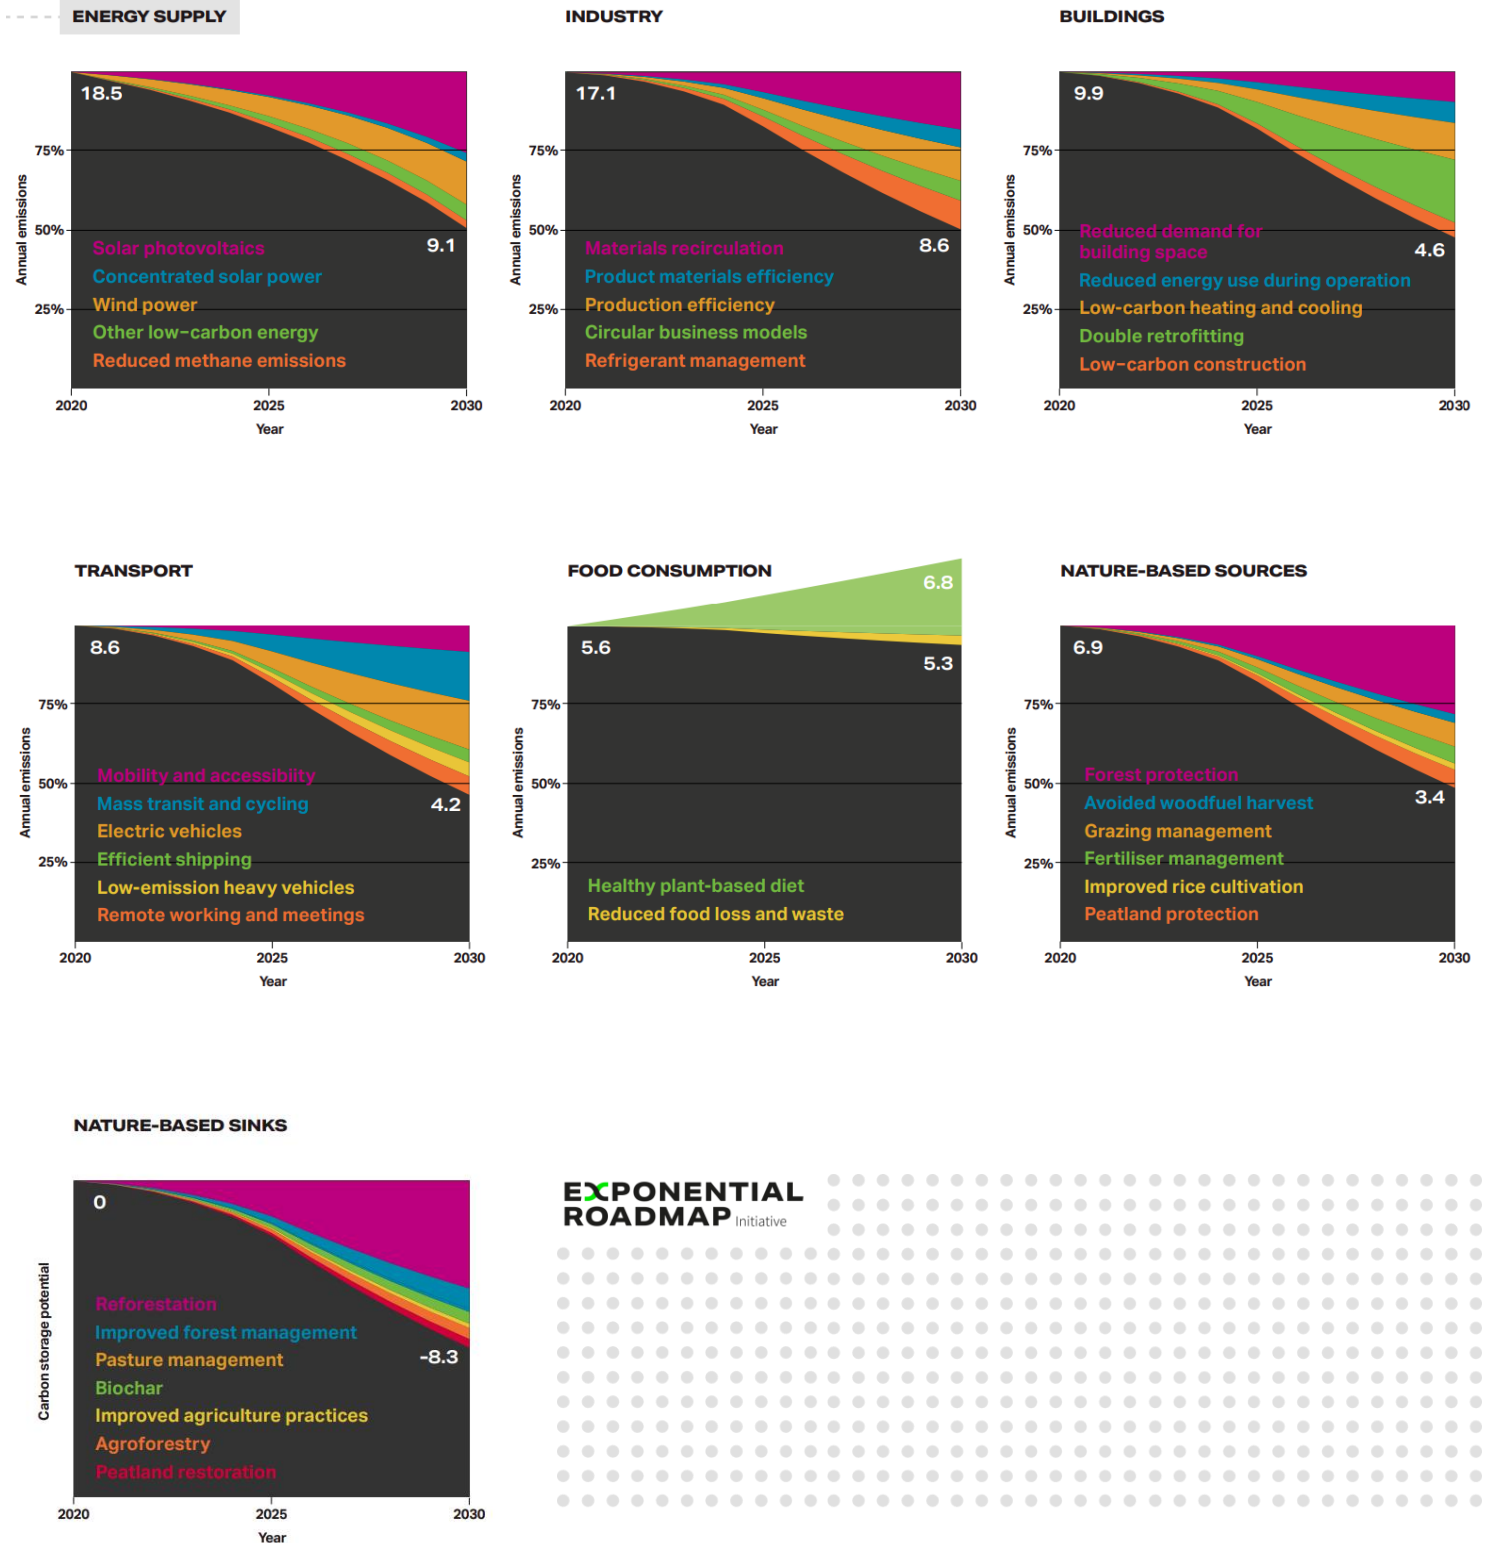 ENERGY SUPPLY
18.5
75%
50%
25%
Annual emissions
9.1
Solar photovoltaics
Concentrated solar power
Wind power
Other low-carbon energy
Reduced methane emissions
2020
2025
2030
Year
INDUSTRY
17.1
75%
50%
25%
Annual emissions
8.6
Materials recirculation
Product materials efficiency
Production efficiency
Circular business models
Refrigerant management
2020
2025
2030
Year
BUILDINGS
9.9
75%
50%
25%
Annual emissions
4.6
Reduced demand for
building space
Reduced energy use during operation
Low-carbon heating and cooling
Double retrofitting
Low-carbon construction
2020
2025
2030
Year
TRANSPORT
8.6
75%
50%
25%
Annual emissions
4.2
Mobility and accessibiity
Mass transit and cycling
Electric vehicles
Efficient shipping
Low-emission heavy vehicles
Remote working and meetings
2020
2025
2030
Year
FOOD CONSUMPTION
6.8
5.6
5.3
75%
50%
25%
Annual emissions
Healthy plant-based diet
Reduced food loss and waste
2020
2025
2030
Year
NATURE-BASED SOURCES
6.9
75%
50%
25%
Annual emissions
3.4
Forest protection
Avoided woodfuel harvest
Grazing management
Fertiliser management
Improved rice cultivation
Peatland protection
2020
2025
2030
Year
NATURE-BASED SINKS
0
Carbon storage potential
-8.3
Reforestation
Improved forest management
Pasture management
Biochar
Improved agriculture practices
Agroforestry
Peatland restoration
2020
2025
2030
Year
EXPONENTIAL
ROADMAP Initiative